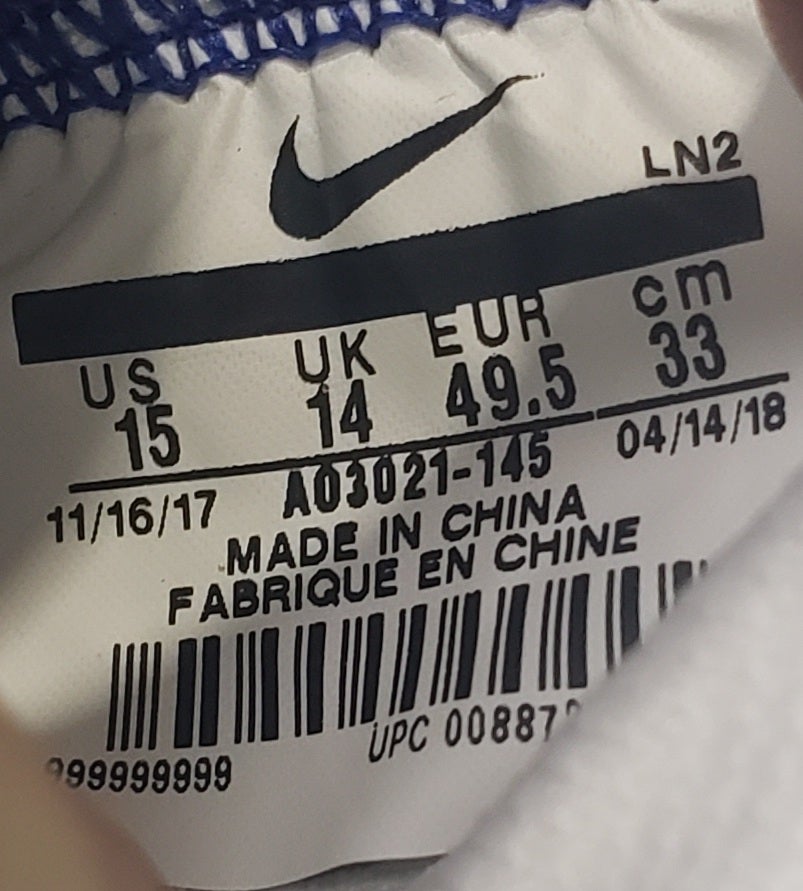 LN2
US UK EUR cm
15 14 49.5 33
11/16/17 A03021-145 04/14/18
MADE IN CHINA
FABRIQUE EN CHINE
UPC 00887
999999999